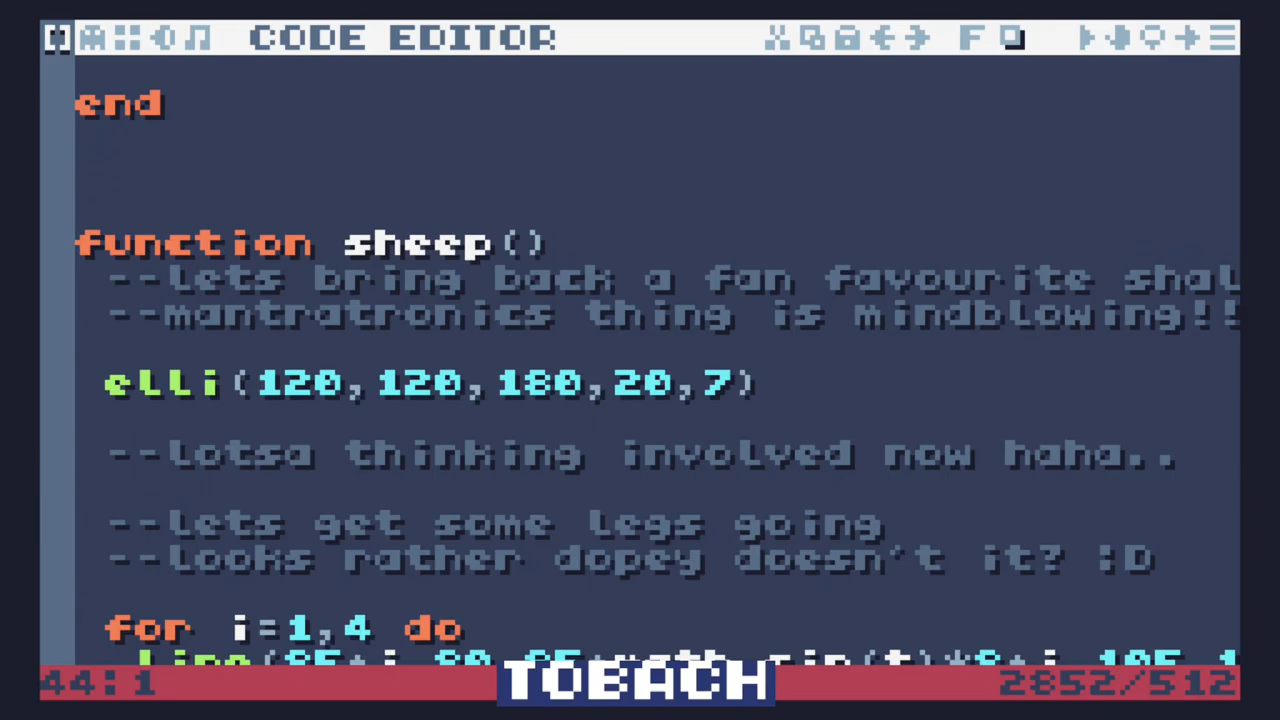 CODE EDITOR
F
end
function sheep()
--Lets bring back a fan favourite shal
--mantratronics thing is mindblowing!!
elli(120,120,180,20,7)
--Lotsa thinking involved now haha..
--Lets get some Legs going
--Looks rather dopey doesn't it? :D
for i=1,4 do
44:1
TOBACH
2852/512